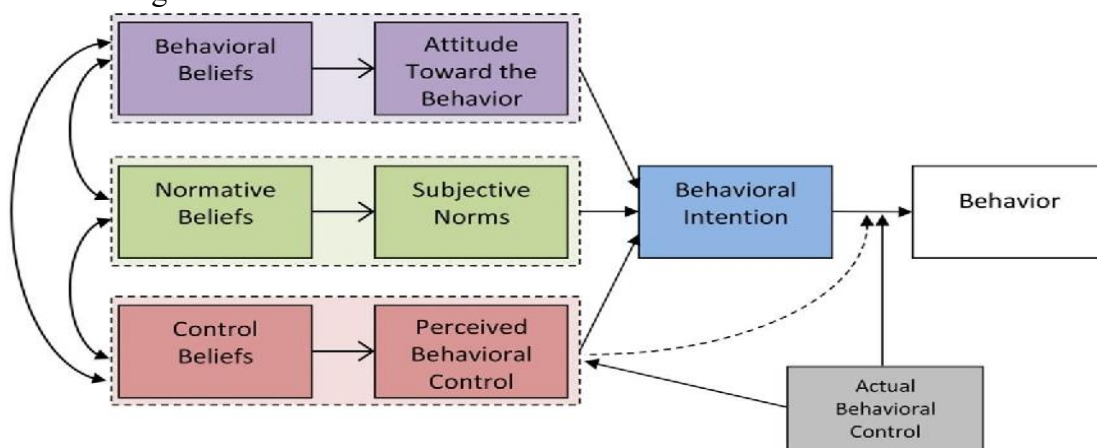 Behavioral
Beliefs
Attitude
Toward the
Behavior
Normative
Beliefs
Subjective
Norms
Behavioral
Intention
Behavior
Control
Beliefs
Perceived
Behavioral
Control
Actual
Behavioral
Control